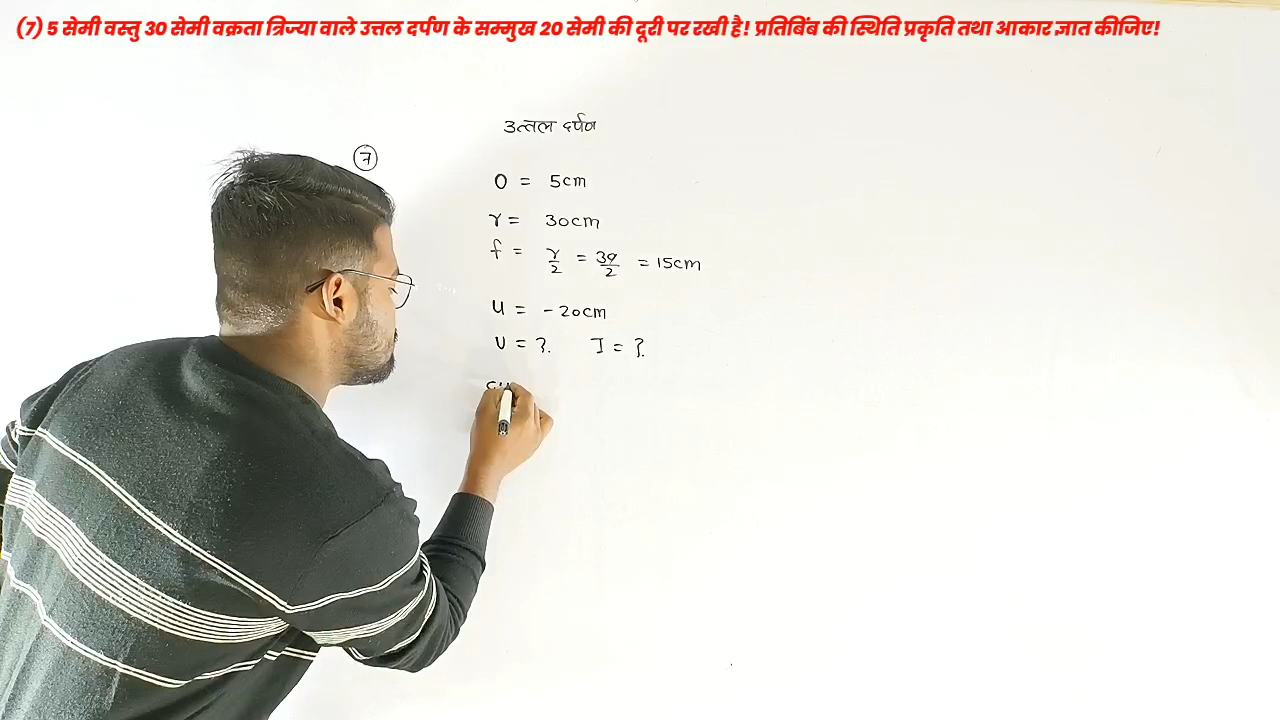 (7) 5 सेमी वस्तु 30 सेमी वक्रता त्रिज्या वाले उत्तल दर्पण के सम्मुख 20 सेमी की दूरी पर रखी है! प्रतिबिंब की स्थिति प्रकृति तथा आकार ज्ञात कीजिए!
उत्तल दर्पण
7
O = 5cm
r = 30cm
f = r/2 = 30/2 = 15cm
u = -20cm
v = ? I = ?